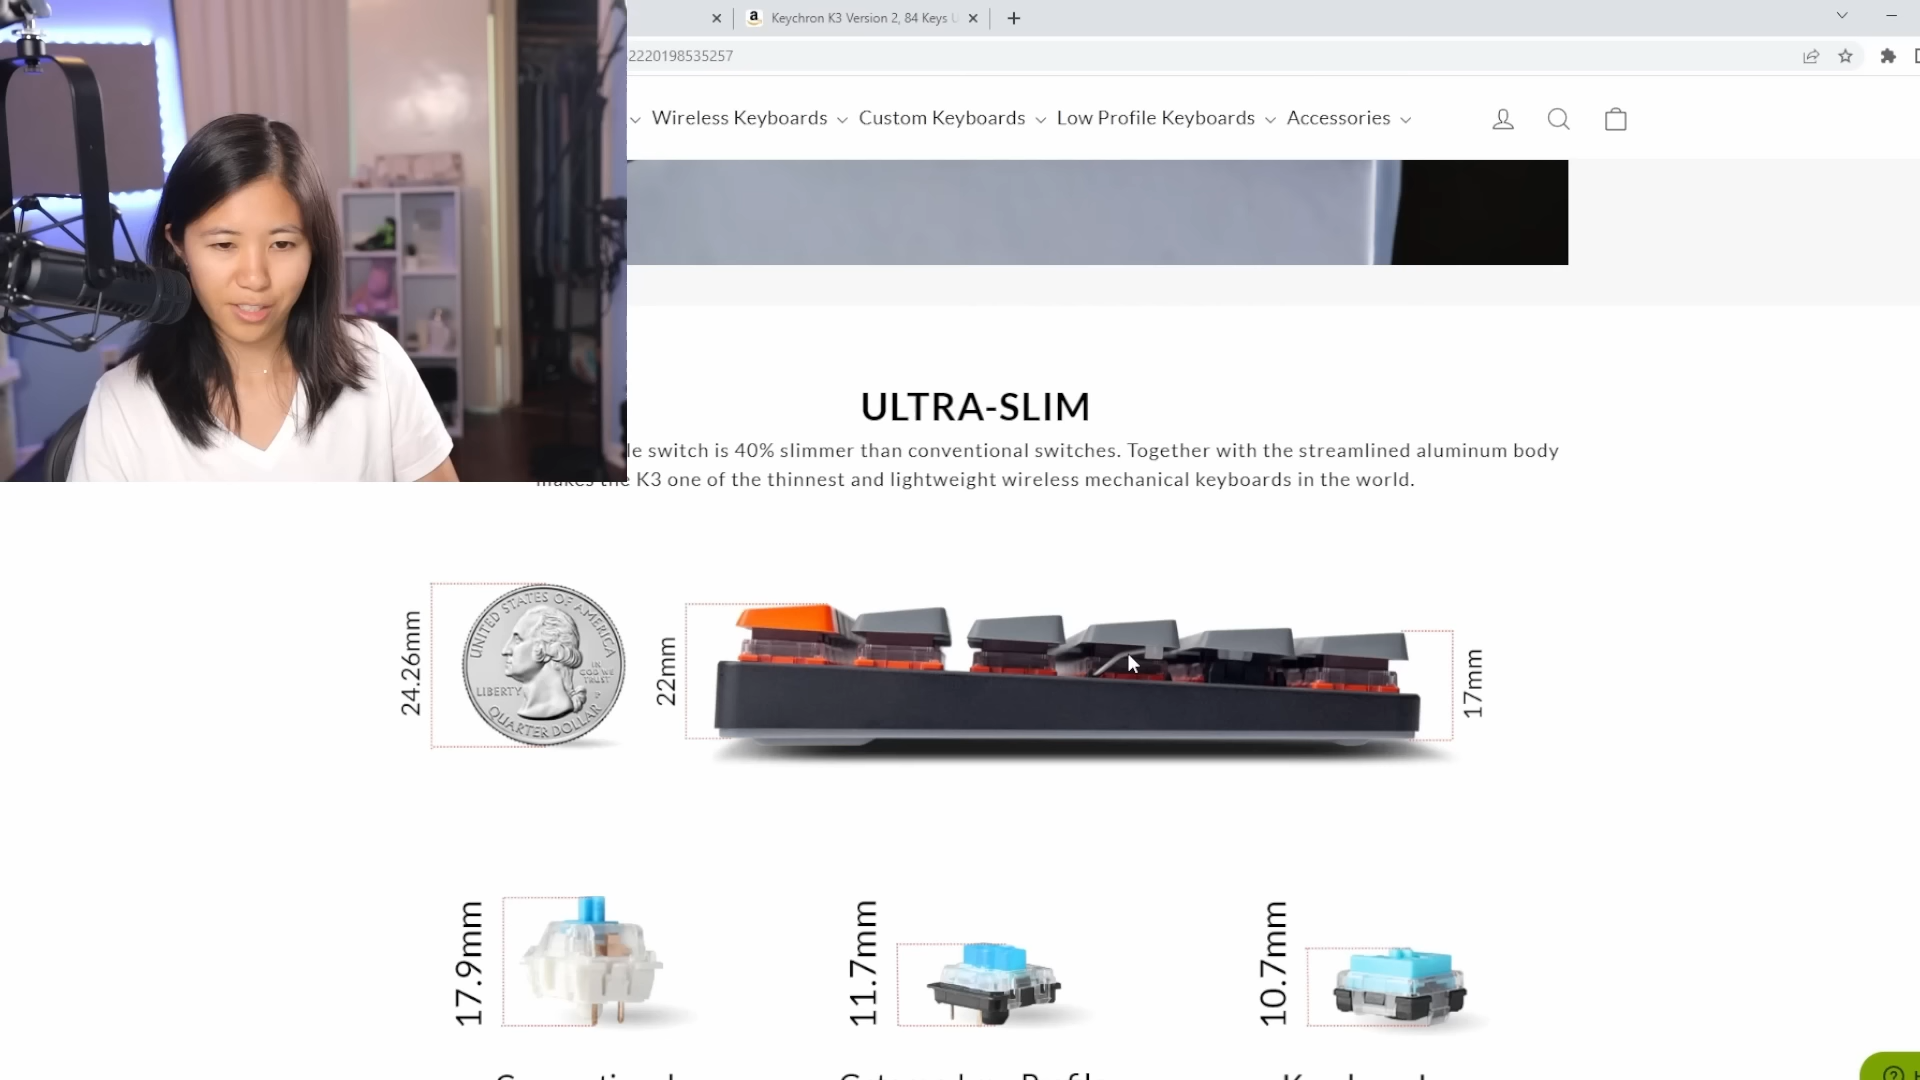 Keychron K3 Version 2, 84 Keys U
2220198535257
Wireless Keyboards Custom Keyboards Low Profile Keyboards Accessories
ULTRA-SLIM
le switch is 40% slimmer than conventional switches. Together with the streamlined aluminum body
makes the K3 one of the thinnest and lightweight wireless mechanical keyboards in the world.
24.26mm
UNITED STATES OF AMERICA
LIBERTY
IN GOD WE TRUST
P
QUARTER DOLLAR
22mm
17mm
17.9mm
11.7mm
10.7mm